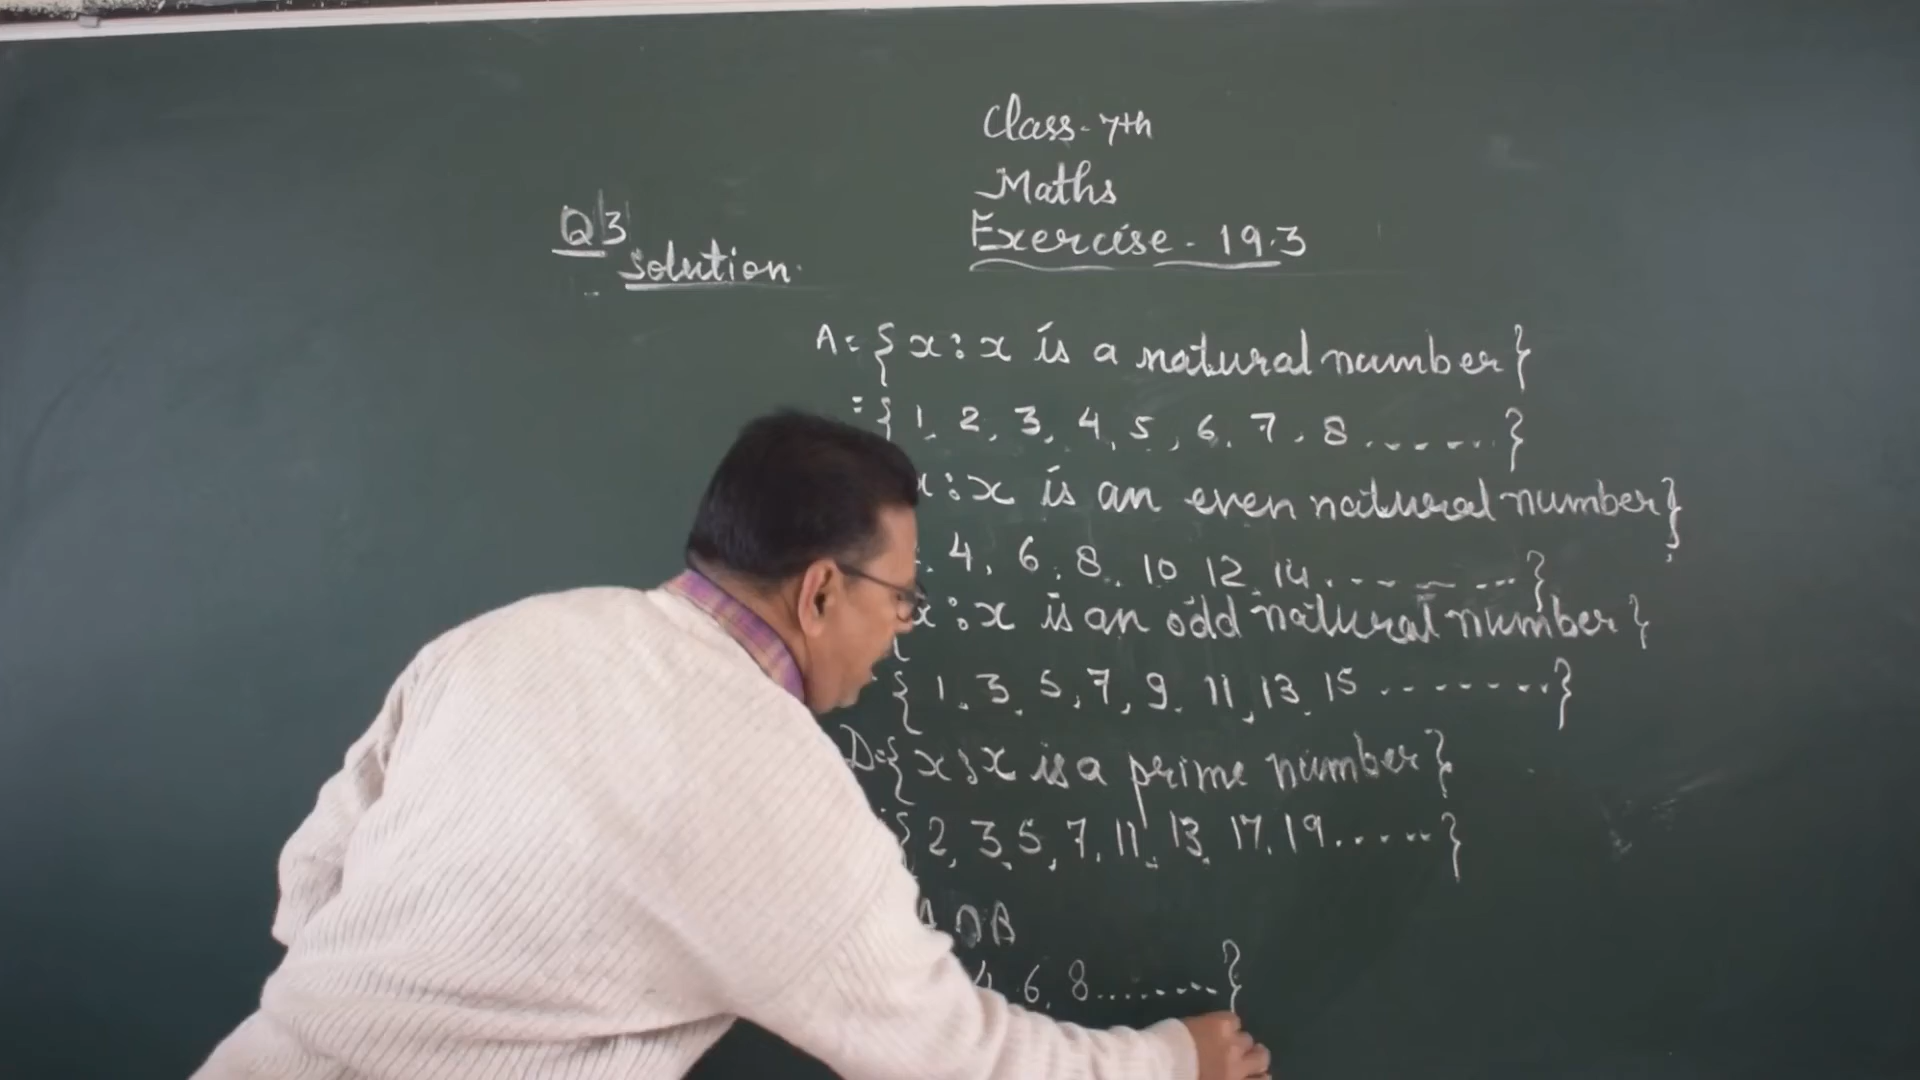 Class-7th
Maths
Q3
Exercise-19.3
solution.
A={x:x is a natural number}
={1,2,3,4,5,6,7,8.......}
x:x is an even natural number}
4,6,8,10,12,14.......}
x:x is an odd natural number}
{1,3,5,7,9,11,13,15.........}
D={x:x is a prime number}
{2,3,5,7,11,13,17,19......}
A∩B
4,6,8........}